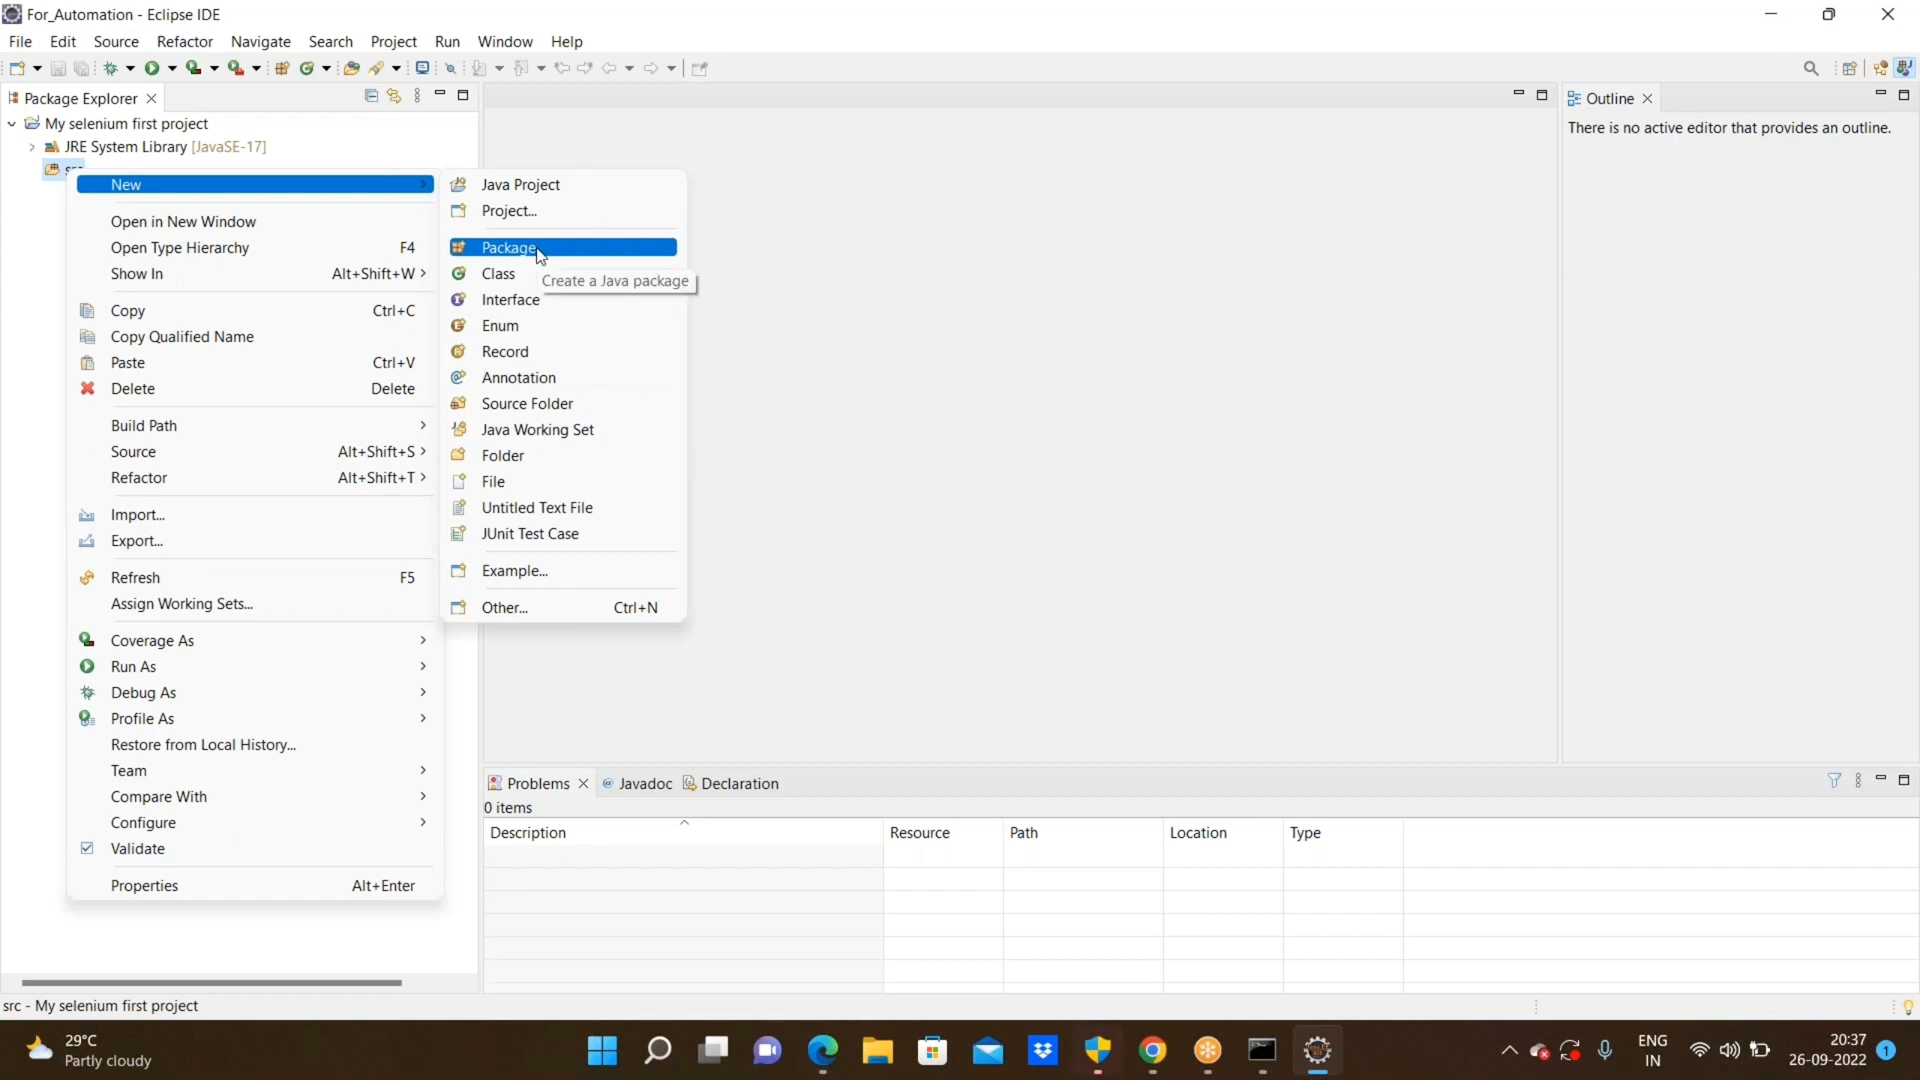 For_Automation - Eclipse IDE
File Edit Source Refactor Navigate Search Project Run Window Help
Package Explorer
My selenium first project
JRE System Library [JavaSE-17]
New
Open in New Window
Open Type Hierarchy F4
Show In Alt+Shift+W >
Copy Ctrl+C
Copy Qualified Name
Paste Ctrl+V
Delete Delete
Build Path >
Source Alt+Shift+S >
Refactor Alt+Shift+T >
Import...
Export...
Refresh F5
Assign Working Sets...
Coverage As >
Run As >
Debug As >
Profile As >
Restore from Local History...
Team >
Compare With >
Configure >
Validate
Properties Alt+Enter
Java Project
Project...
Package
Class
Create a Java package
Interface
Enum
Record
Annotation
Source Folder
Java Working Set
Folder
File
Untitled Text File
JUnit Test Case
Example...
Other... Ctrl+N
Outline
There is no active editor that provides an outline.
Problems @ Javadoc Declaration
0 items
Description Resource Path Location Type
src - My selenium first project
29°C
Partly cloudy
ENG
IN
20:37
26-09-2022
1